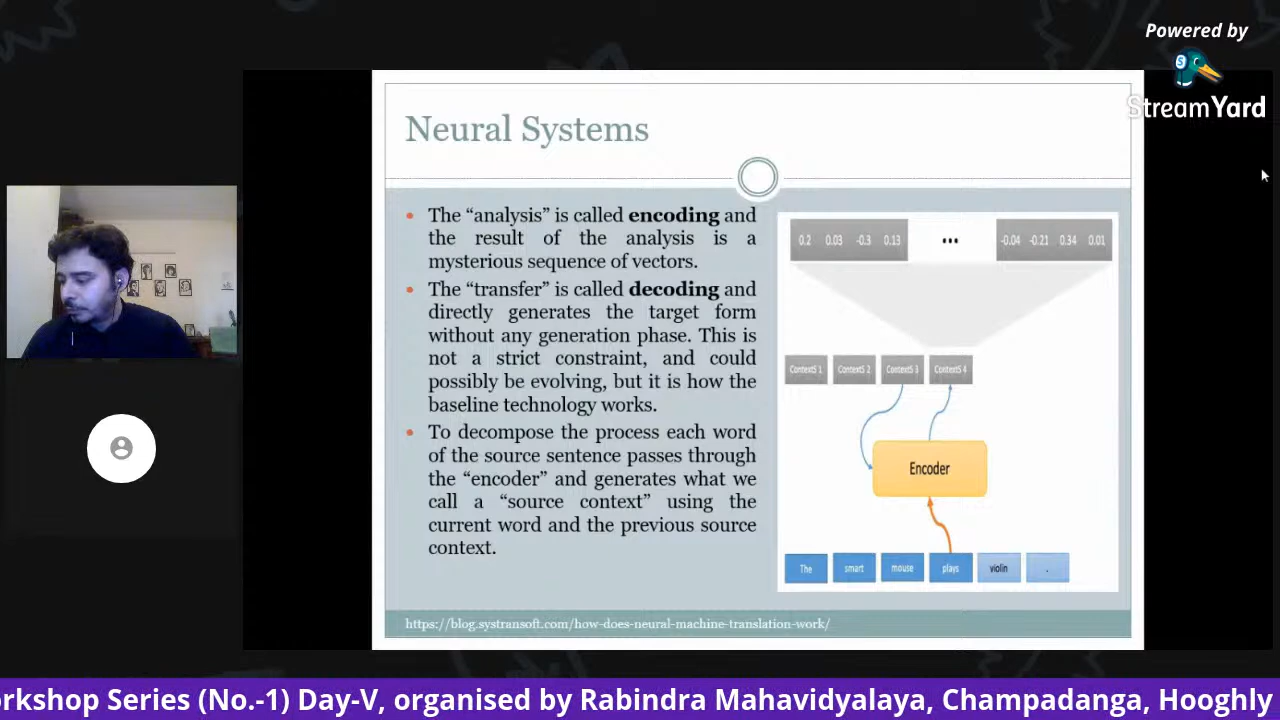 Powered by
StreamYard
Neural Systems
• The “analysis” is called encoding and
the result of the analysis is a
mysterious sequence of vectors.
• The “transfer” is called decoding and
directly generates the target form
without any generation phase. This is
not a strict constraint, and could
possibly be evolving, but it is how the
baseline technology works.
• To decompose the process each word
of the source sentence passes through
the “encoder” and generates what we
call a “source context” using the
current word and the previous source
context.
0.2 0.03 -0.3 0.13 ... -0.04 -0.21 0.34 0.01
ContextS 1 ContextS 2 ContextS 3 ContextS 4
Encoder
The smart mouse plays violin .
https://blog.systransoft.com/how-does-neural-machine-translation-work/
orkshop Series (No.-1) Day-V, organised by Rabindra Mahavidyalaya, Champadanga, Hooghly